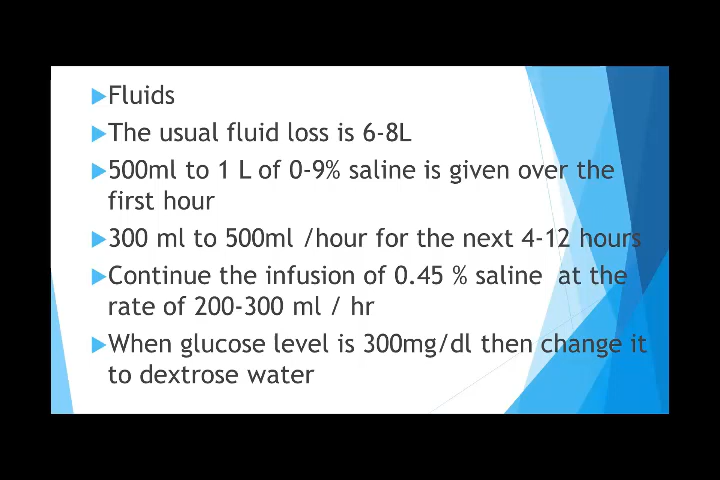 Fluids
The usual fluid loss is 6-8L
500ml to 1 L of 0-9% saline is given over the
first hour
300 ml to 500ml /hour for the next 4-12 hours
Continue the infusion of 0.45 % saline at the
rate of 200-300 ml / hr
When glucose level is 300mg/dl then change it
to dextrose water